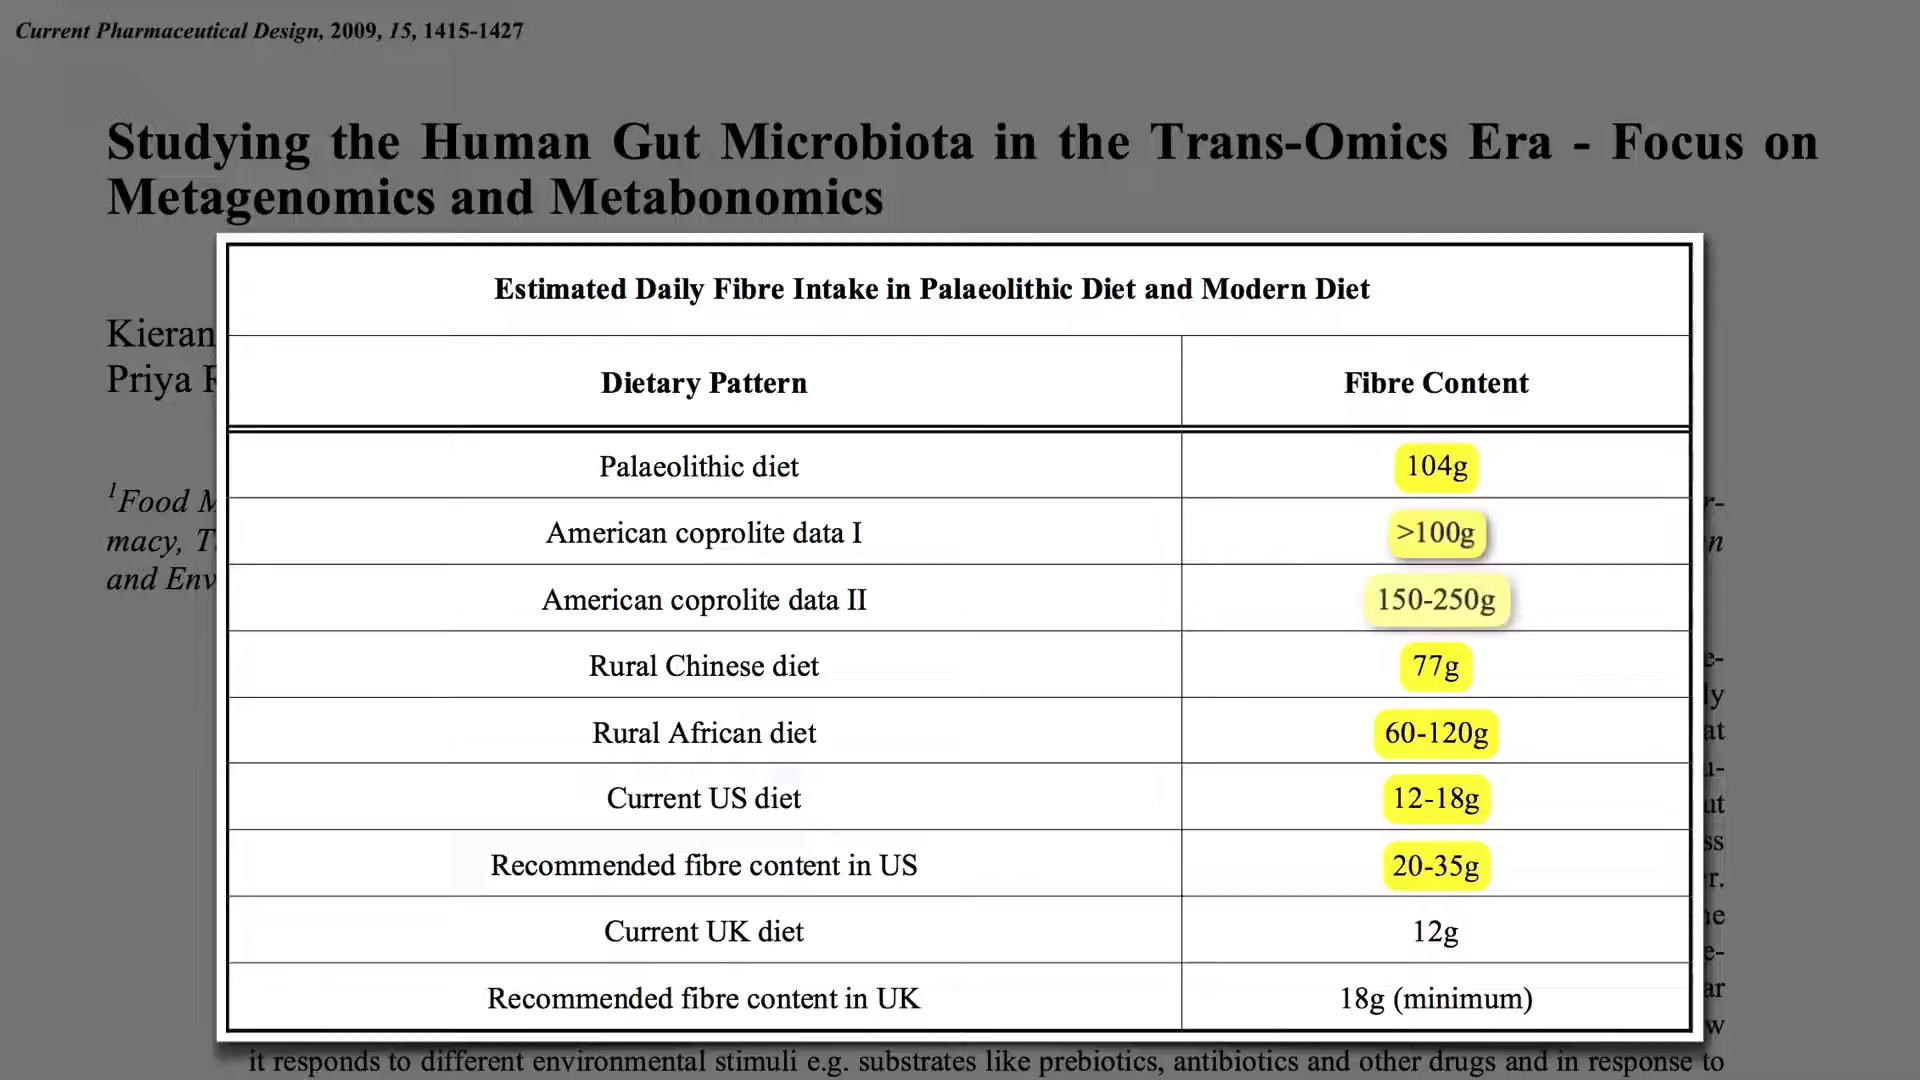 Current Pharmaceutical Design, 2009, 15, 1415-1427
Studying the Human Gut Microbiota in the Trans-Omics Era - Focus on
Metagenomics and Metabonomics
Kieran
Priya
Estimated Daily Fibre Intake in Palaeolithic Diet and Modern Diet
Dietary Pattern Fibre Content
Palaeolithic diet 104g
American coprolite data I >100g
American coprolite data II 150-250g
Rural Chinese diet 77g
Rural African diet 60-120g
Current US diet 12-18g
Recommended fibre content in US 20-35g
Current UK diet 12g
Recommended fibre content in UK 18g (minimum)
1Food
macy,
and
it responds to different environmental stimuli e.g. substrates like prebiotics, antibiotics and other drugs and in response to